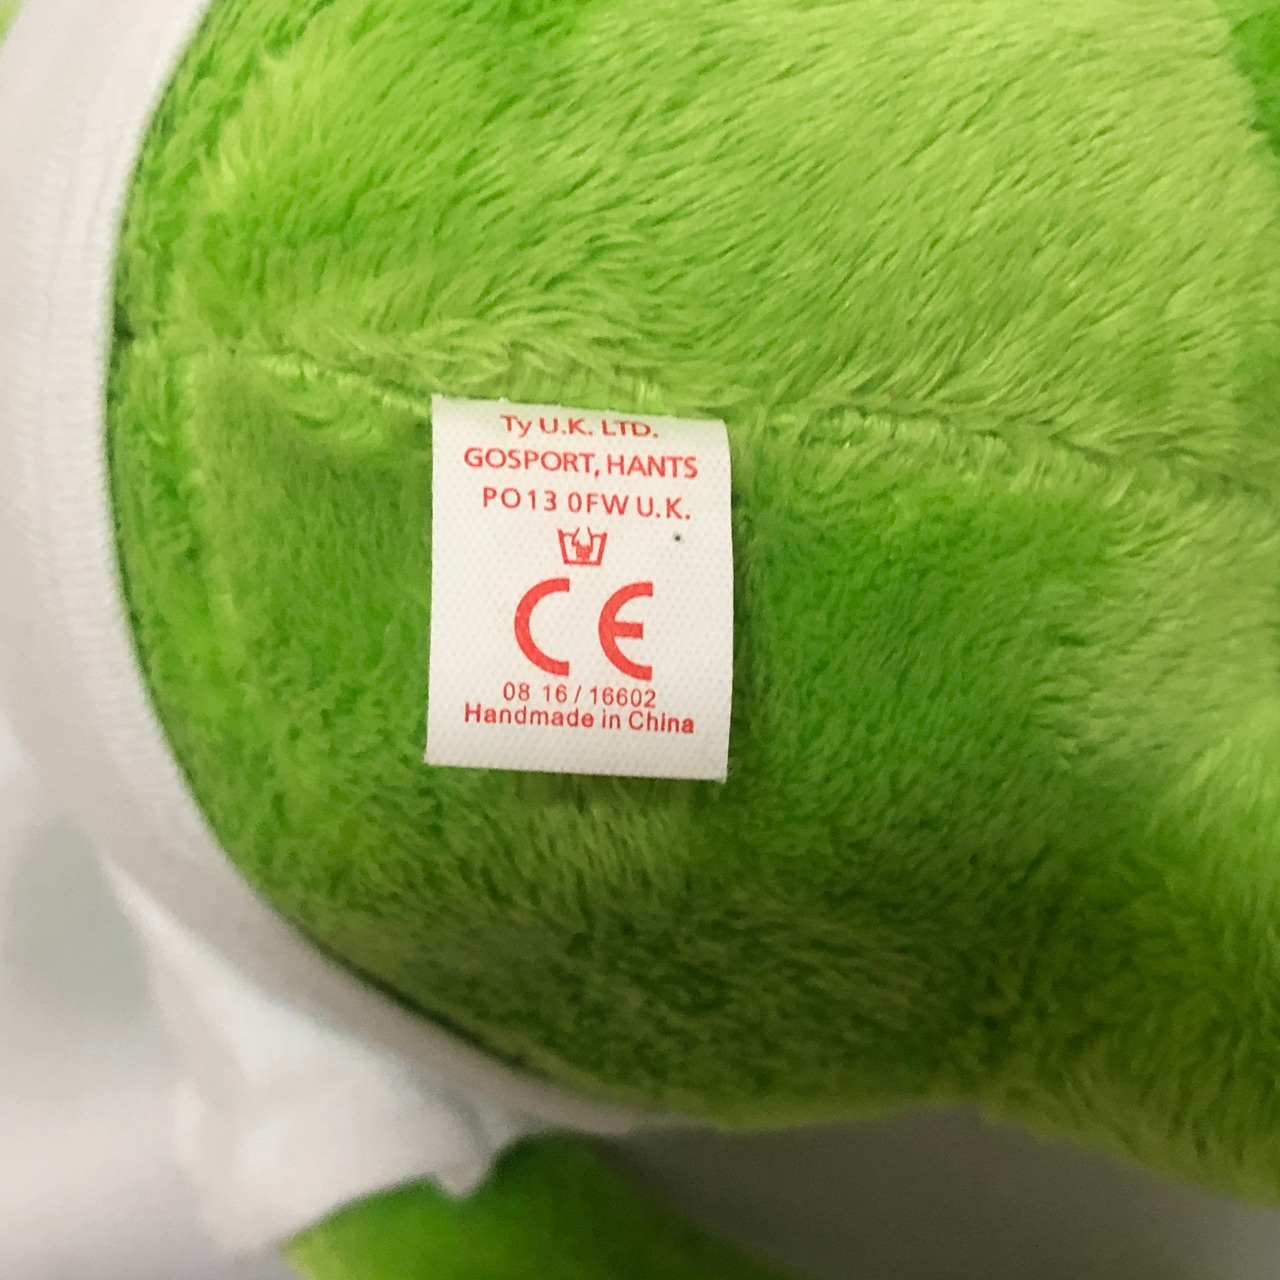 Ty U.K. LTD.
GOSPORT, HANTS
PO13 0FW U.K.
CE
08 16 / 16602
Handmade in China